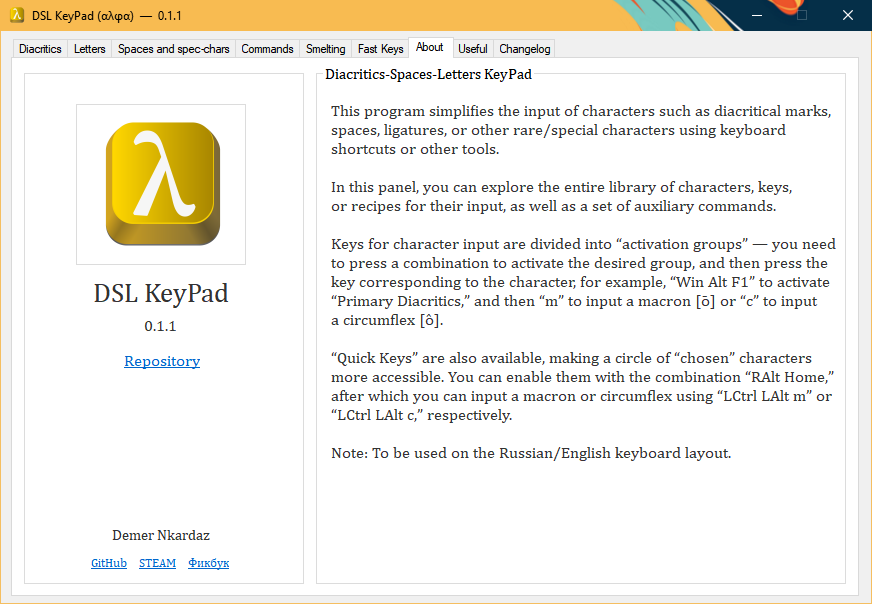 DSL KeyPad (αλφα) — 0.1.1
Diacritics Letters Spaces and spec-chars Commands Smelting Fast Keys About Useful Changelog
λ
DSL KeyPad
0.1.1
Repository
Demer Nkardaz
GitHub STEAM Фикбук
Diacritics-Spaces-Letters KeyPad
This program simplifies the input of characters such as diacritical marks,
spaces, ligatures, or other rare/special characters using keyboard
shortcuts or other tools.
In this panel, you can explore the entire library of characters, keys,
or recipes for their input, as well as a set of auxiliary commands.
Keys for character input are divided into “activation groups” — you need
to press a combination to activate the desired group, and then press the
key corresponding to the character, for example, “Win Alt F1” to activate
“Primary Diacritics,” and then “m” to input a macron [ō] or “c” to input
a circumflex [ô].
“Quick Keys” are also available, making a circle of “chosen” characters
more accessible. You can enable them with the combination “RAlt Home,”
after which you can input a macron or circumflex using “LCtrl LAlt m” or
“LCtrl LAlt c,” respectively.
Note: To be used on the Russian/English keyboard layout.